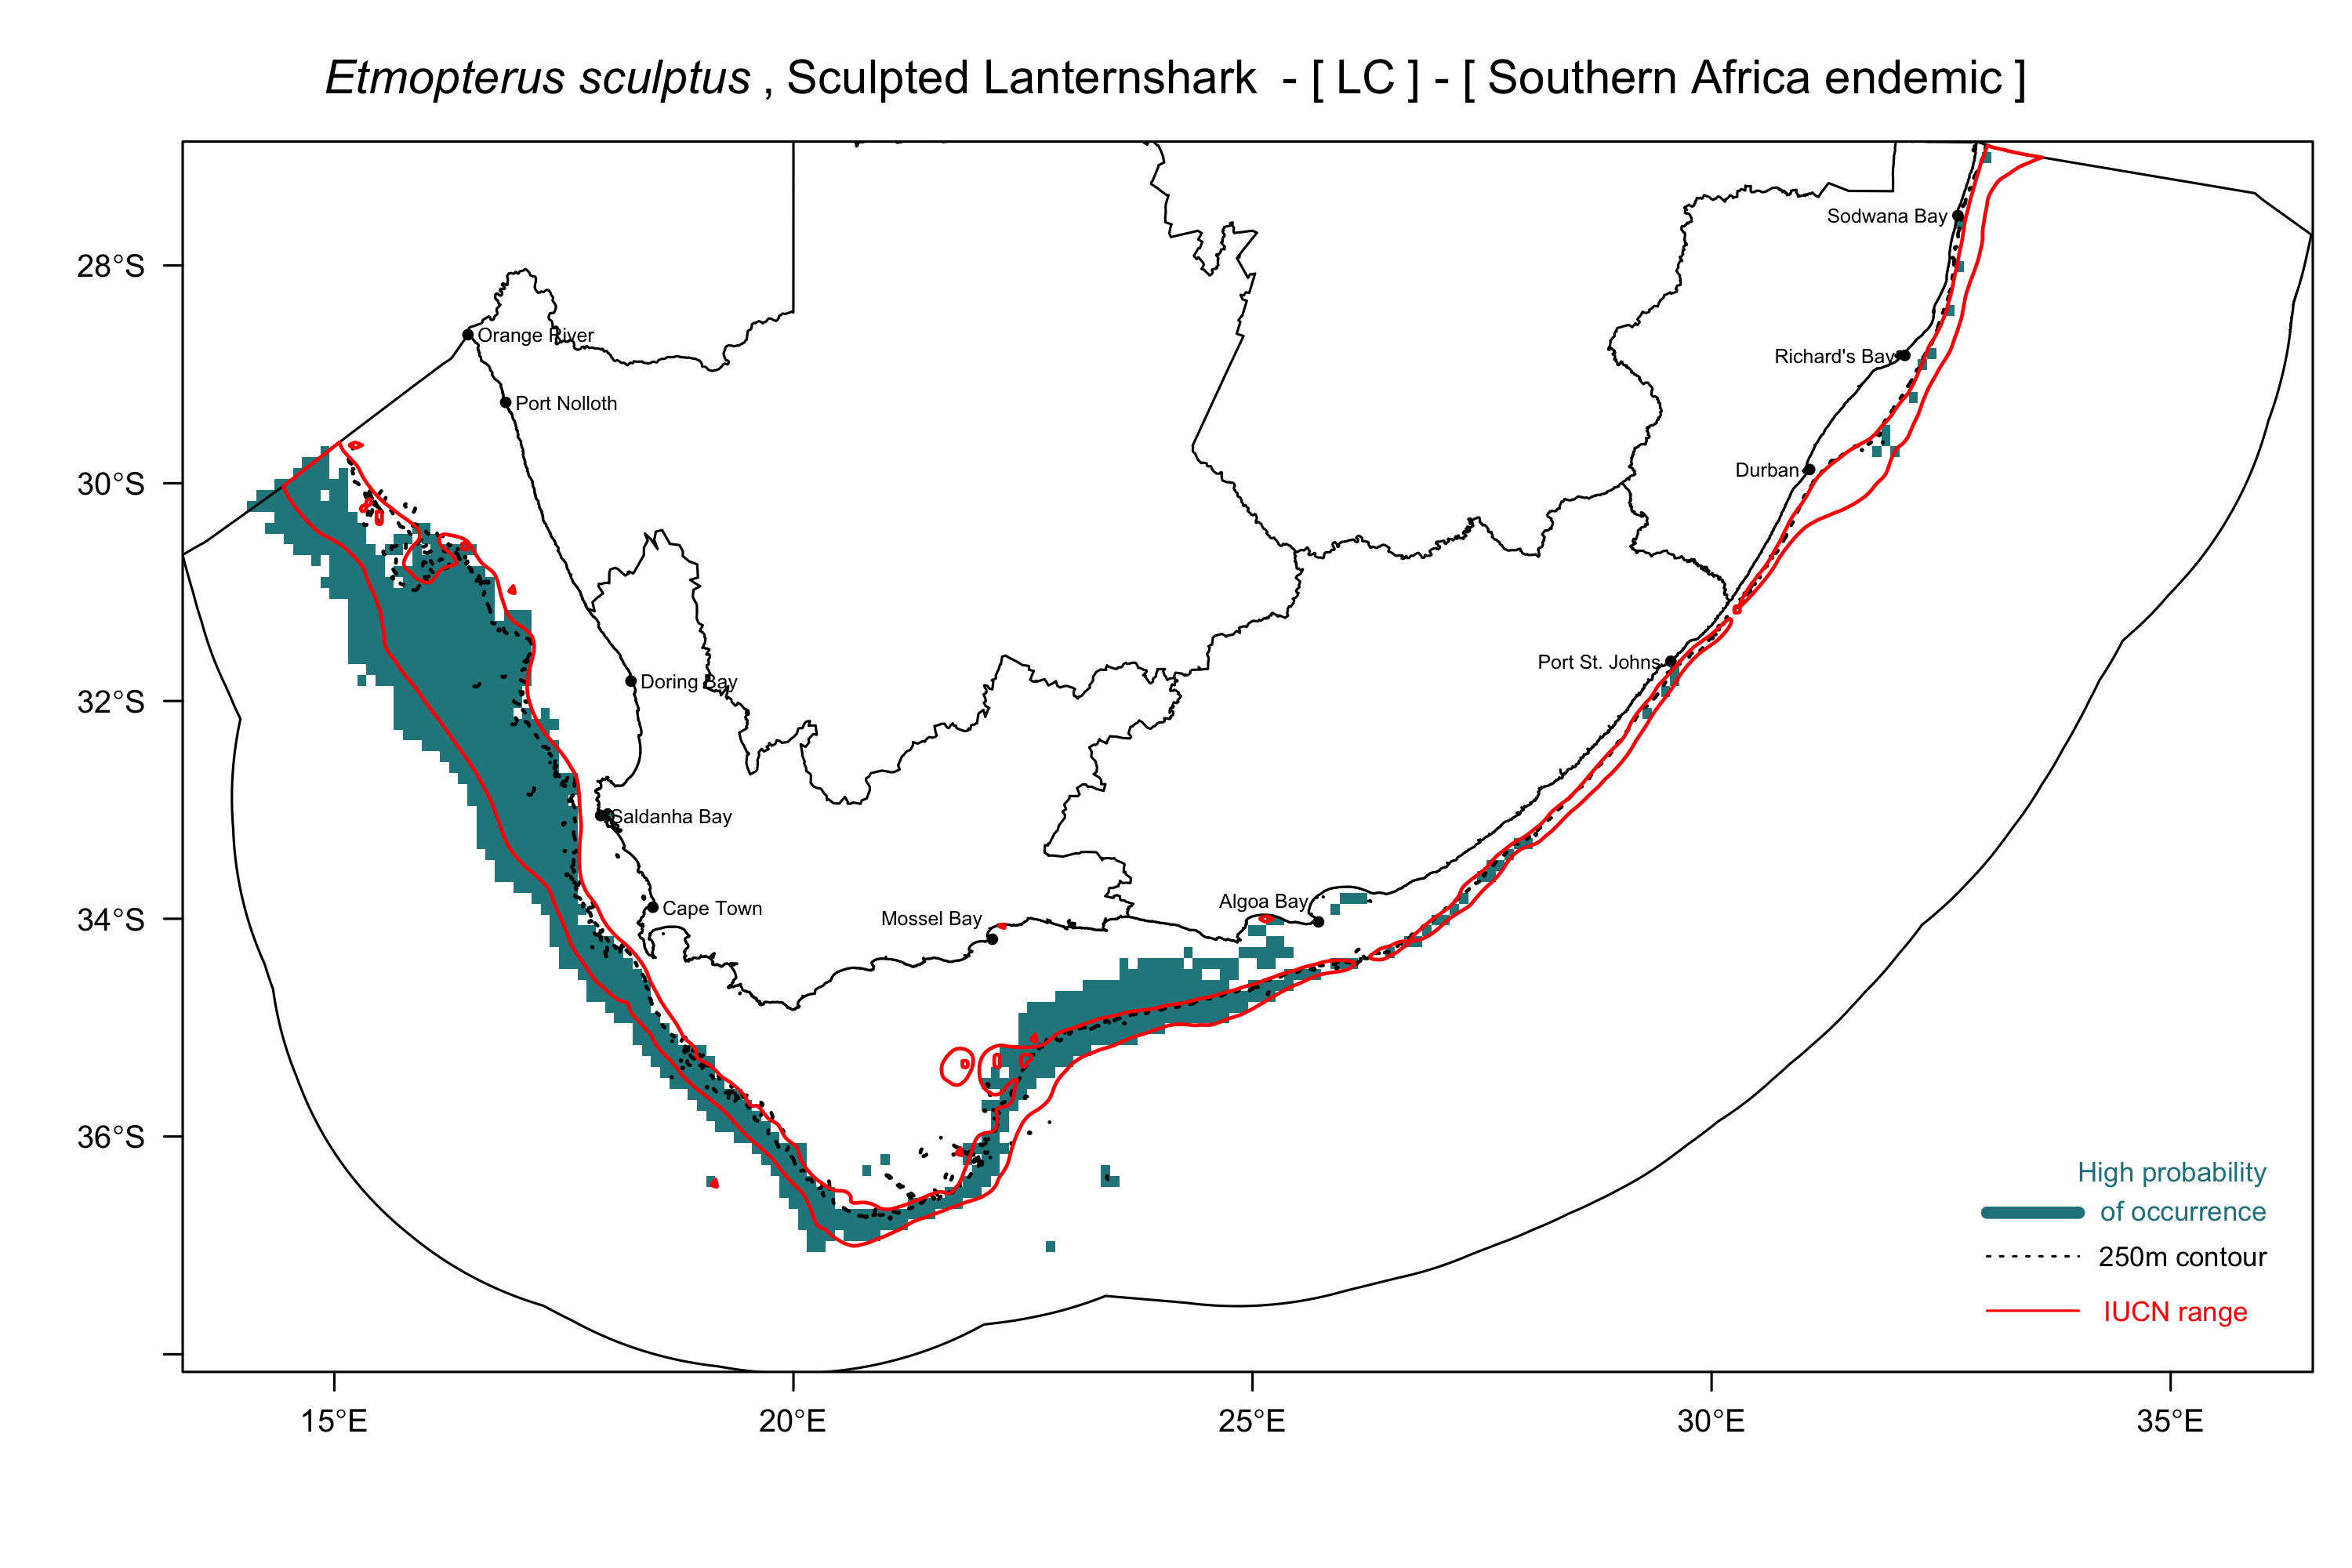 Etmopterus sculptus , Sculpted Lanternshark - [ LC ] - [ Southern Africa endemic ]
Sodwana Bay
28°S
Orange River
Richard's Bay
Port Nolloth
Durban
30°S
Port St. Johns
Doring Bay
32°S
Saldanha Bay
Algoa Bay
Cape Town
Mossel Bay
34°S
36°S
High probability
of occurrence
250m contour
IUCN range
15°E
20°E
25°E
30°E
35°E